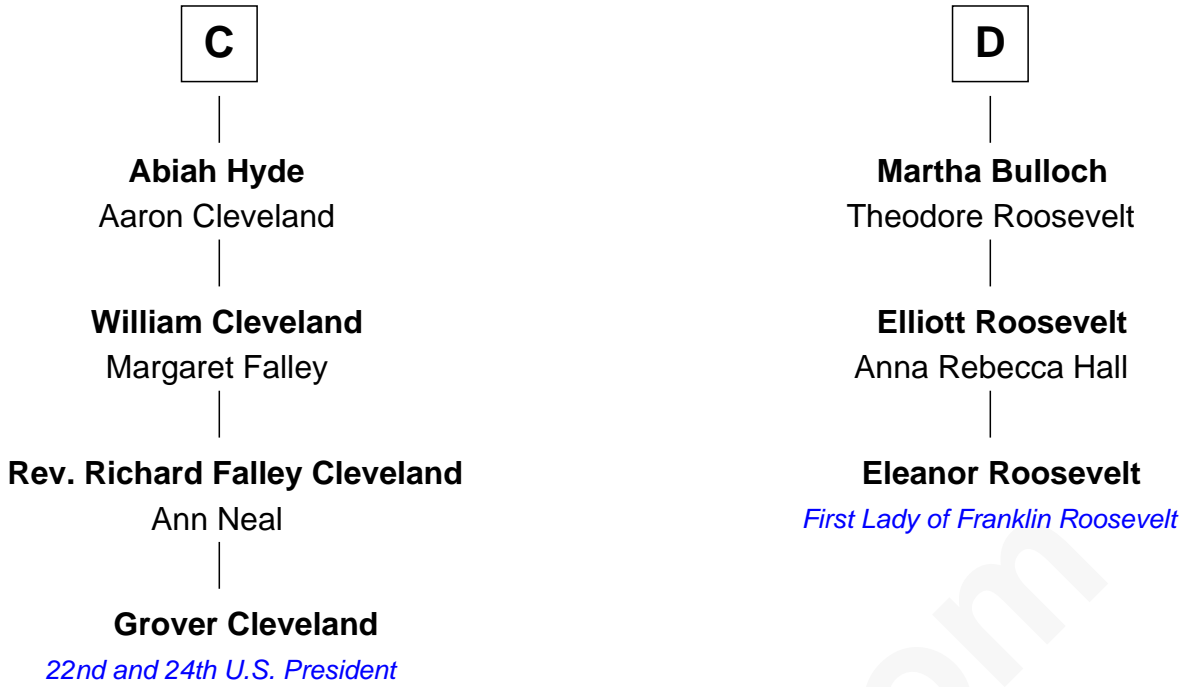 C
Abiah Hyde
Aaron Cleveland
William Cleveland
Margaret Falley
Rev. Richard Falley Cleveland
Ann Neal
Grover Cleveland
22nd and 24th U.S. President
D
Martha Bulloch
Theodore Roosevelt
Elliott Roosevelt
Anna Rebecca Hall
Eleanor Roosevelt
First Lady of Franklin Roosevelt
om